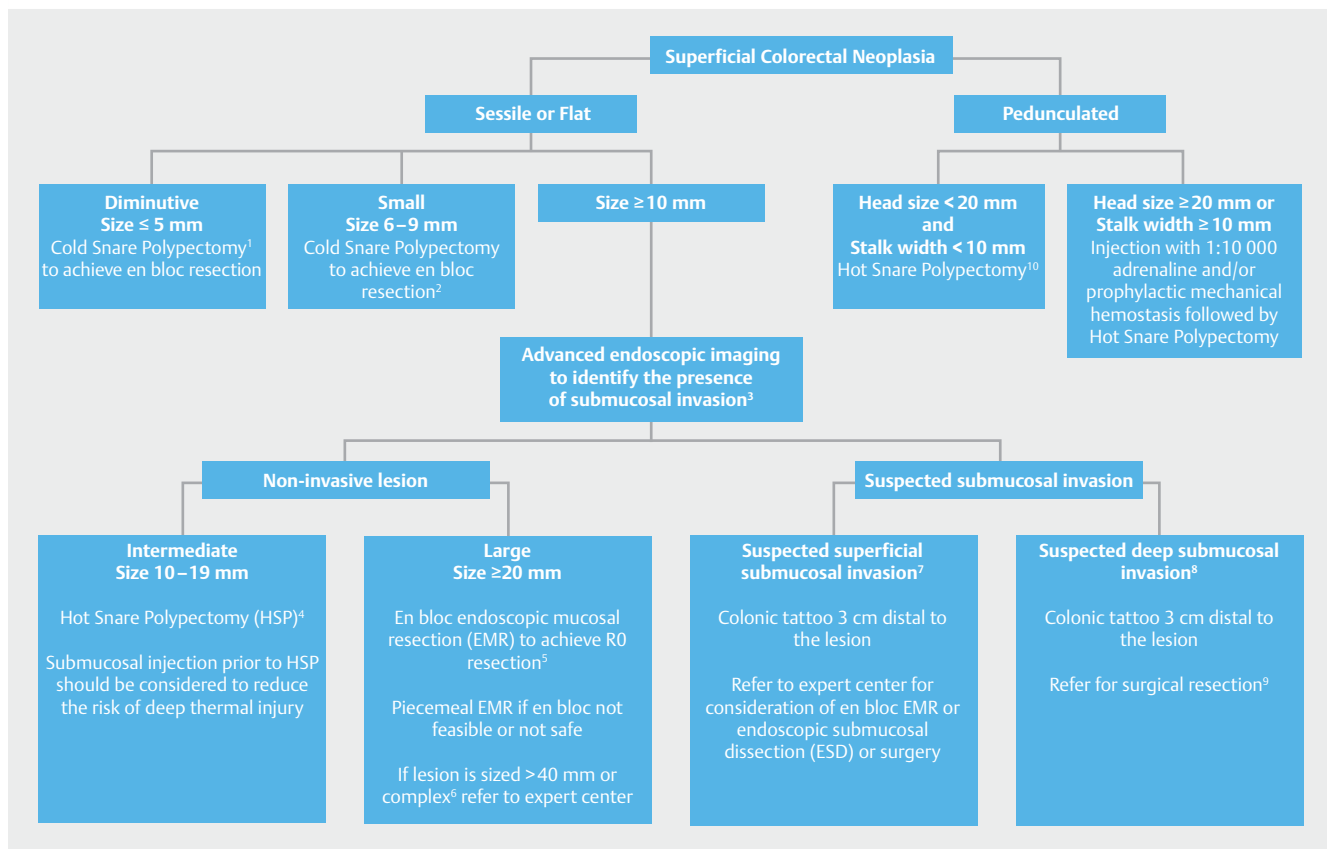 Superficial Colorectal Neoplasia
Sessile or Flat
Pedunculated
Diminutive
Size ≤ 5 mm
Cold Snare Polypectomy¹
to achieve en bloc resection
Small
Size 6–9 mm
Cold Snare Polypectomy
to achieve en bloc
resection²
Size ≥10 mm
Head size <20 mm
and
Stalk width <10 mm
Hot Snare Polypectomy¹⁰
Head size ≥20 mm or
Stalk width ≥10 mm
Injection with 1:10 000
adrenaline and/or
prophylactic mechanical
hemostasis followed by
Hot Snare Polypectomy
Advanced endoscopic imaging
to identify the presence
of submucosal invasion³
Non-invasive lesion
Suspected submucosal invasion
Intermediate
Size 10–19 mm
Hot Snare Polypectomy (HSP)⁴
Submucosal injection prior to HSP
should be considered to reduce
the risk of deep thermal injury
Large
Size ≥20 mm
En bloc endoscopic mucosal
resection (EMR) to achieve R0
resection⁵
Piecemeal EMR if en bloc not
feasible or not safe
If lesion is sized >40 mm or
complex⁶ refer to expert center
Suspected superficial
submucosal invasion⁷
Colonic tattoo 3 cm distal to
the lesion
Refer to expert center for
consideration of en bloc EMR or
endoscopic submucosal
dissection (ESD) or surgery
Suspected deep submucosal
invasion⁸
Colonic tattoo 3 cm distal to
the lesion
Refer for surgical resection⁹